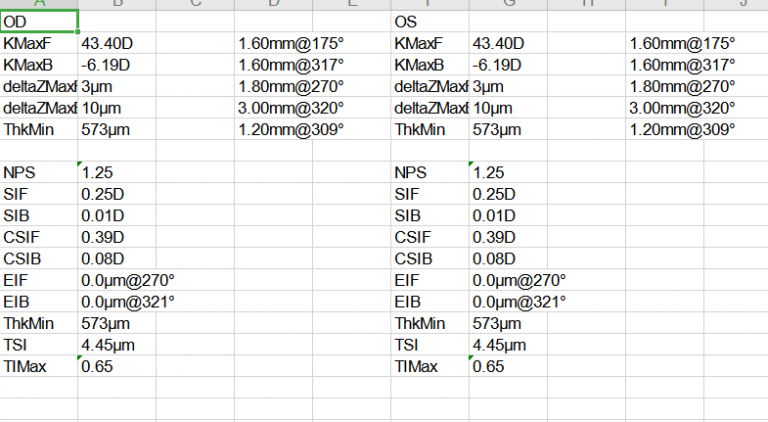 A B C D E F G H I J
OD OS
KMaxF 43.40D 1.60mm@175° KMaxF 43.40D 1.60mm@175°
KMaxB -6.19D 1.60mm@317° KMaxB -6.19D 1.60mm@317°
deltaZMaxF 3μm 1.80mm@270° deltaZMaxF 3μm 1.80mm@270°
deltaZMaxB 10μm 3.00mm@320° deltaZMaxB 10μm 3.00mm@320°
ThkMin 573μm 1.20mm@309° ThkMin 573μm 1.20mm@309°
NPS 1.25 NPS 1.25
SIF 0.25D SIF 0.25D
SIB 0.01D SIB 0.01D
CSIF 0.39D CSIF 0.39D
CSIB 0.08D CSIB 0.08D
EIF 0.0μm@270° EIF 0.0μm@270°
EIB 0.0μm@321° EIB 0.0μm@321°
ThkMin 573μm ThkMin 573μm
TSI 4.45μm TSI 4.45μm
TIMax 0.65 TIMax 0.65